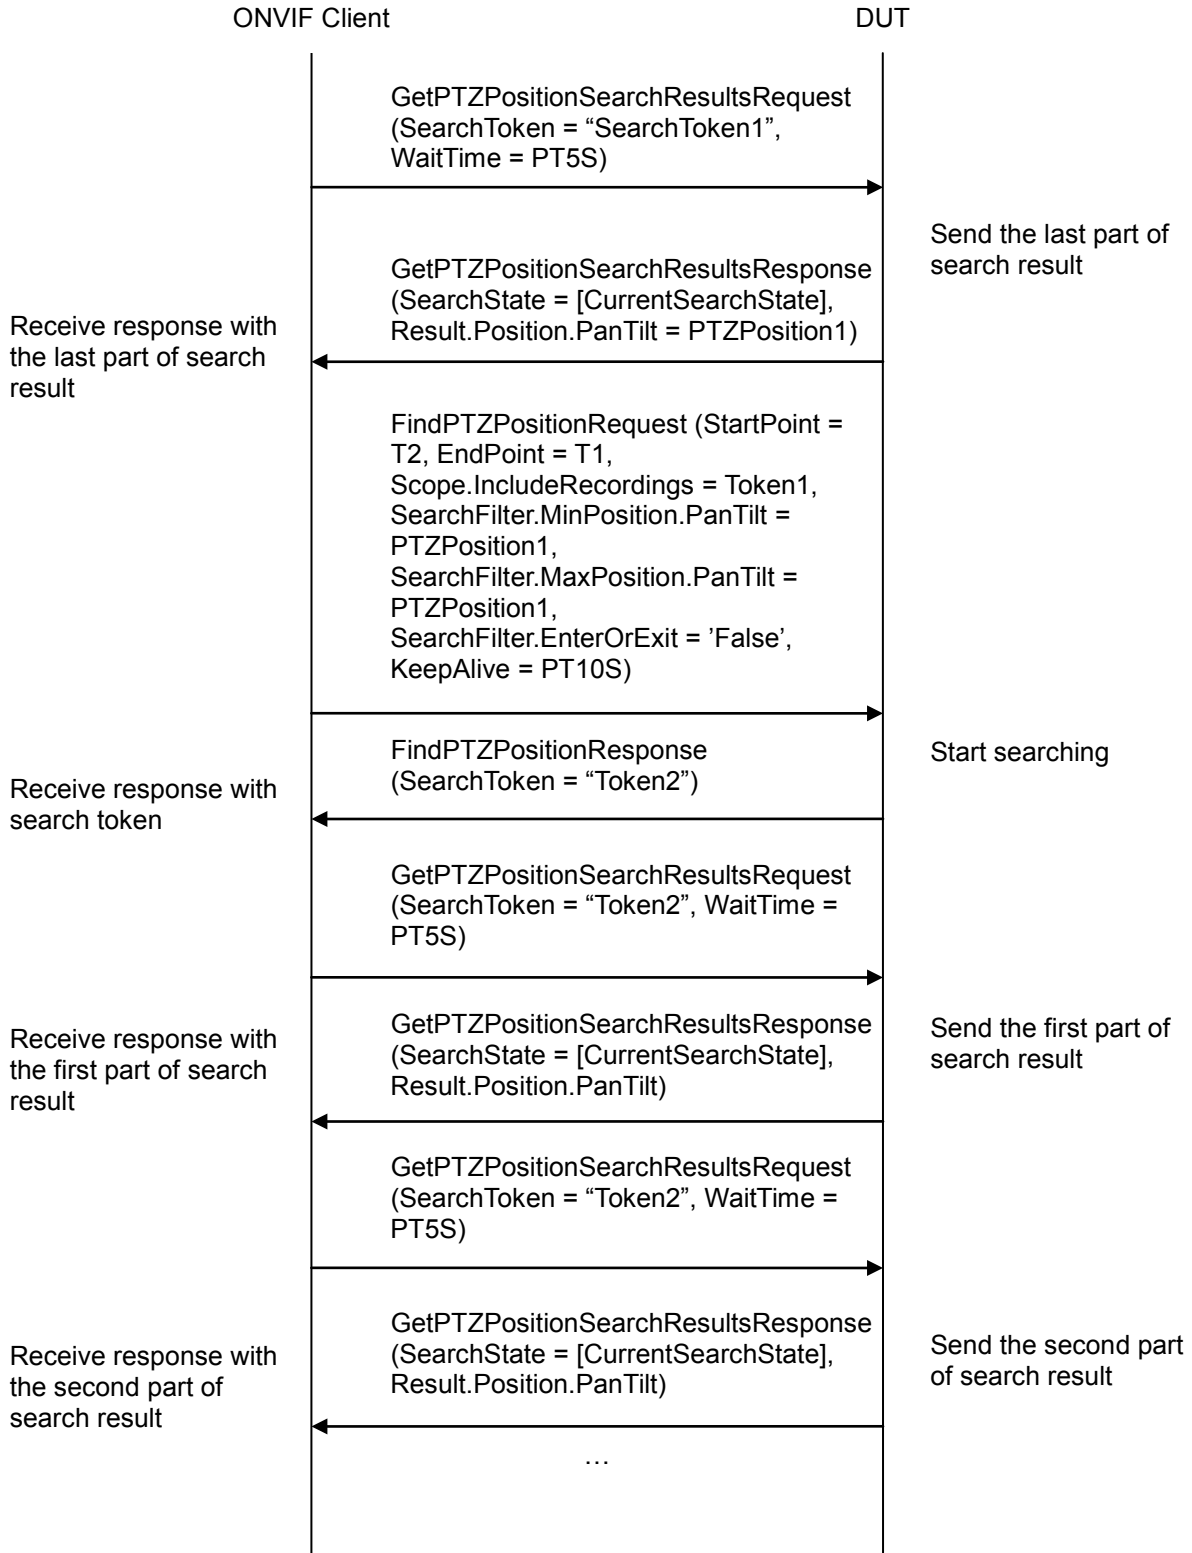 ONVIF Client
DUT
GetPTZPositionSearchResultsRequest
(SearchToken = “SearchToken1”,
WaitTime = PT5S)
Send the last part of
search result
GetPTZPositionSearchResultsResponse
(SearchState = [CurrentSearchState],
Result.Position.PanTilt = PTZPosition1)
Receive response with
the last part of search
result
FindPTZPositionRequest (StartPoint =
T2, EndPoint = T1,
Scope.IncludeRecordings = Token1,
SearchFilter.MinPosition.PanTilt =
PTZPosition1,
SearchFilter.MaxPosition.PanTilt =
PTZPosition1,
SearchFilter.EnterOrExit = ’False’,
KeepAlive = PT10S)
FindPTZPositionResponse
(SearchToken = “Token2”)
Start searching
Receive response with
search token
GetPTZPositionSearchResultsRequest
(SearchToken = “Token2”, WaitTime =
PT5S)
GetPTZPositionSearchResultsResponse
(SearchState = [CurrentSearchState],
Result.Position.PanTilt)
Send the first part of
search result
Receive response with
the first part of search
result
GetPTZPositionSearchResultsRequest
(SearchToken = “Token2”, WaitTime =
PT5S)
GetPTZPositionSearchResultsResponse
(SearchState = [CurrentSearchState],
Result.Position.PanTilt)
Send the second part
of search result
Receive response with
the second part of
search result
…